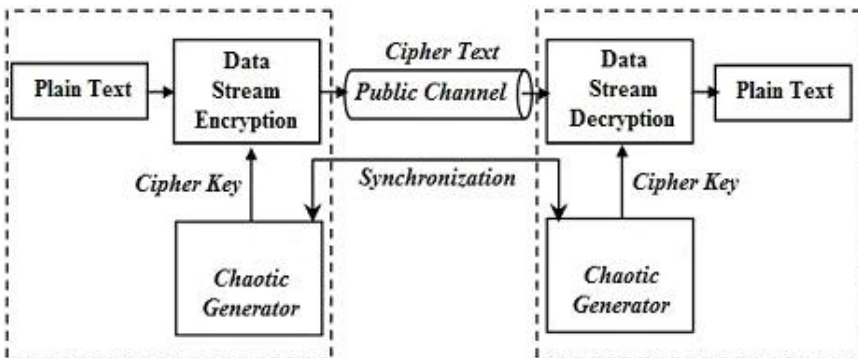 Plain Text
Data
Stream
Encryption
Cipher Text
Public Channel
Data
Stream
Decryption
Plain Text
Cipher Key
Synchronization
Cipher Key
Chaotic
Generator
Chaotic
Generator